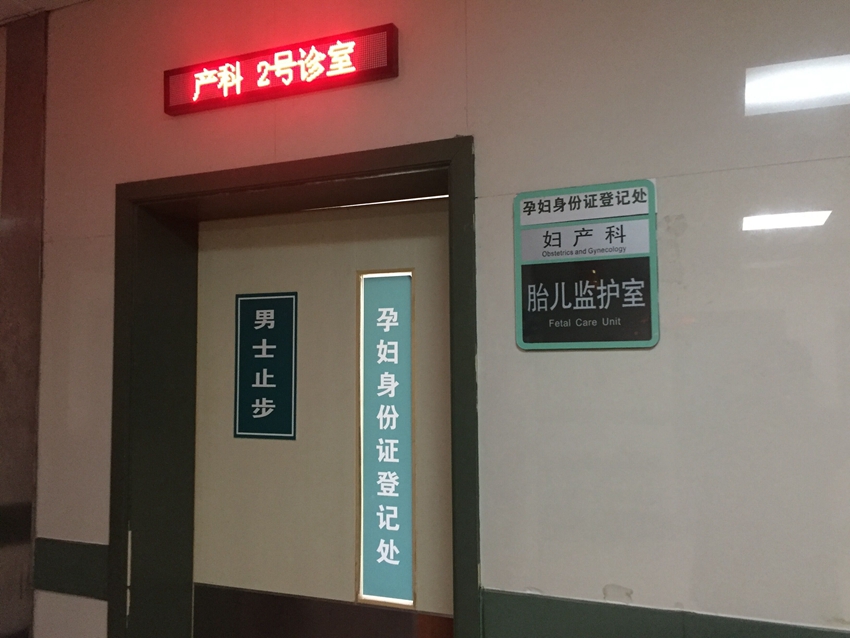 产科 2号诊室
男士止步
孕妇身份证登记处
孕妇身份证登记处
妇产科
Obstetrics and Gynecology
胎儿监护室
Fetal Care Unit